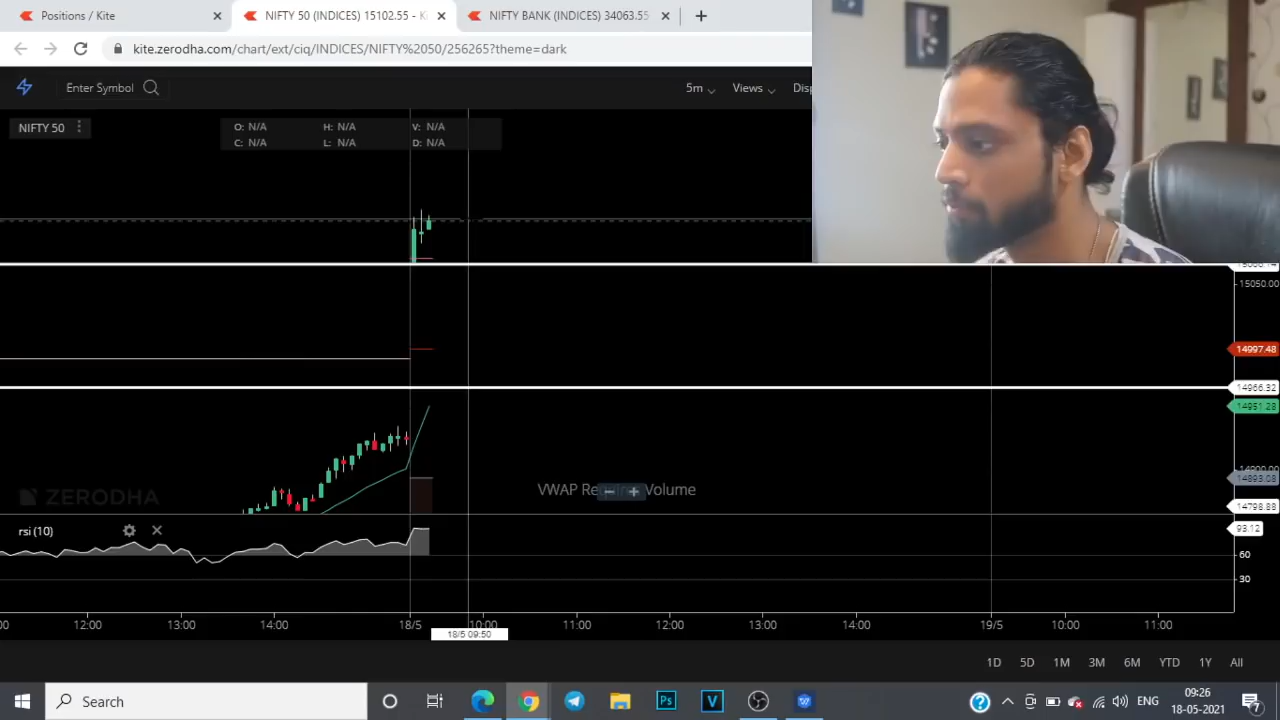 Positions / Kite
NIFTY 50 (INDICES) 15102.55 - Ki
NIFTY BANK (INDICES) 34063.55
kite.zerodha.com/chart/ext/ciq/INDICES/NIFTY%2050/256265?theme=dark
Enter Symbol
5m
Views
Disp
NIFTY 50
O: N/A H: N/A V: N/A
C: N/A L: N/A D: N/A
15050.00
14997.48
14966.32
14951.28
14900.00
14893.08
ZERODHA
VWAP Requires Volume
14798.88
rsi (10)
93.12
60
30
12:00 13:00 14:00 18/5 10:00 11:00 12:00 13:00 14:00 19/5 10:00 11:00
18/5 09:50
1D 5D 1M 3M 6M YTD 1Y All
Search
Ps
V
ENG
09:26
18-05-2021
7